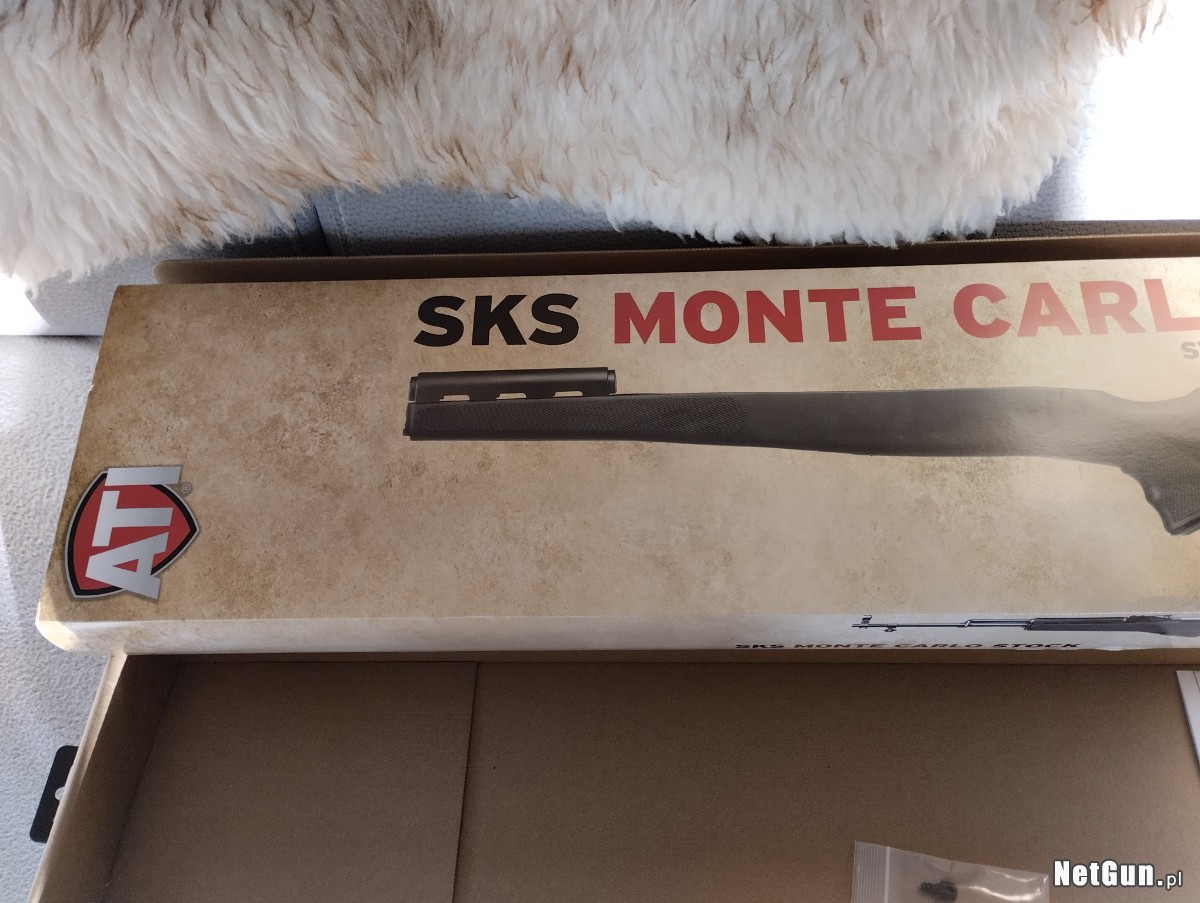 SKS MONTE CARL
ATI
®
SKS MONTE CARLO STOCK
NetGun.pl